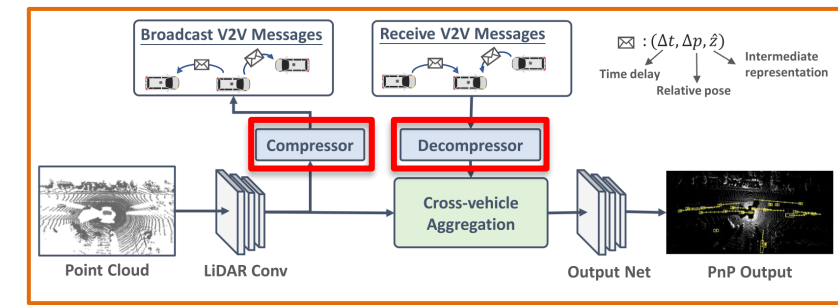 Broadcast V2V Messages
Receive V2V Messages
: (Δt, Δp, ẑ)
Time delay
Relative pose
Intermediate
representation
Compressor
Decompressor
Cross-vehicle
Aggregation
Point Cloud
LiDAR Conv
Output Net
PnP Output